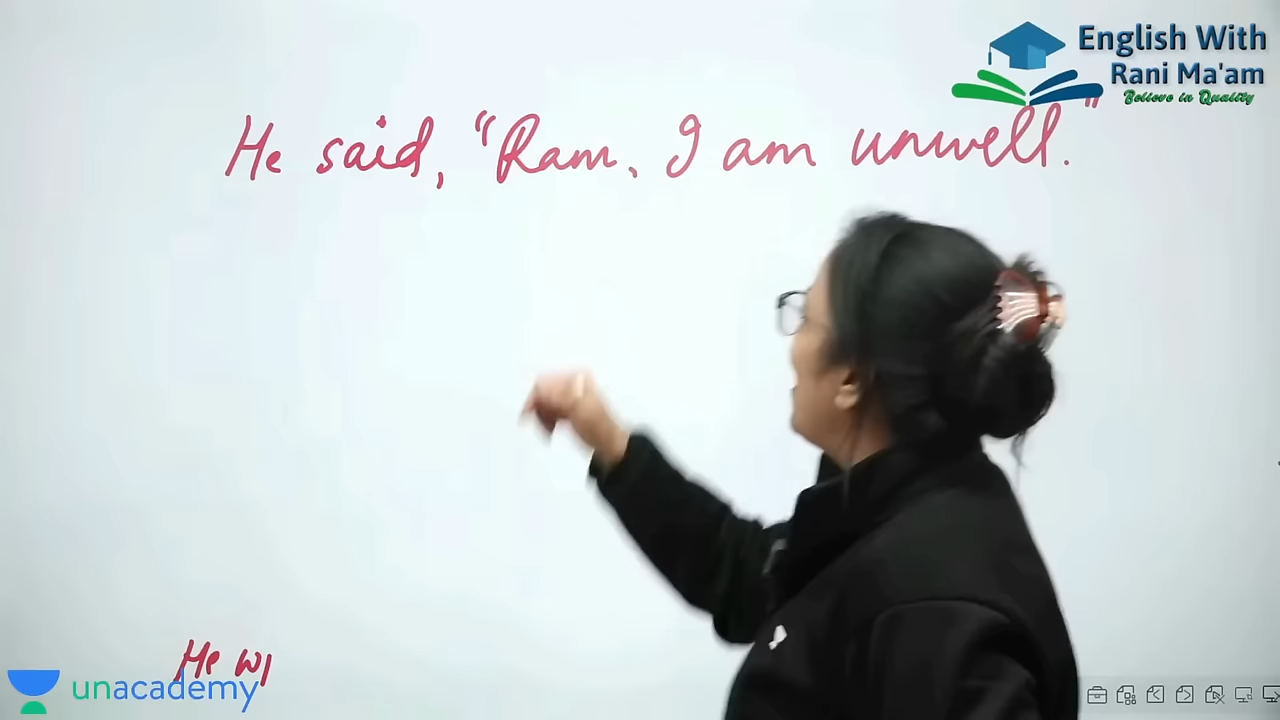 English With
Rani Ma'am
Believe in Quality
He said, "Ram, I am unwell."
He
unacademy